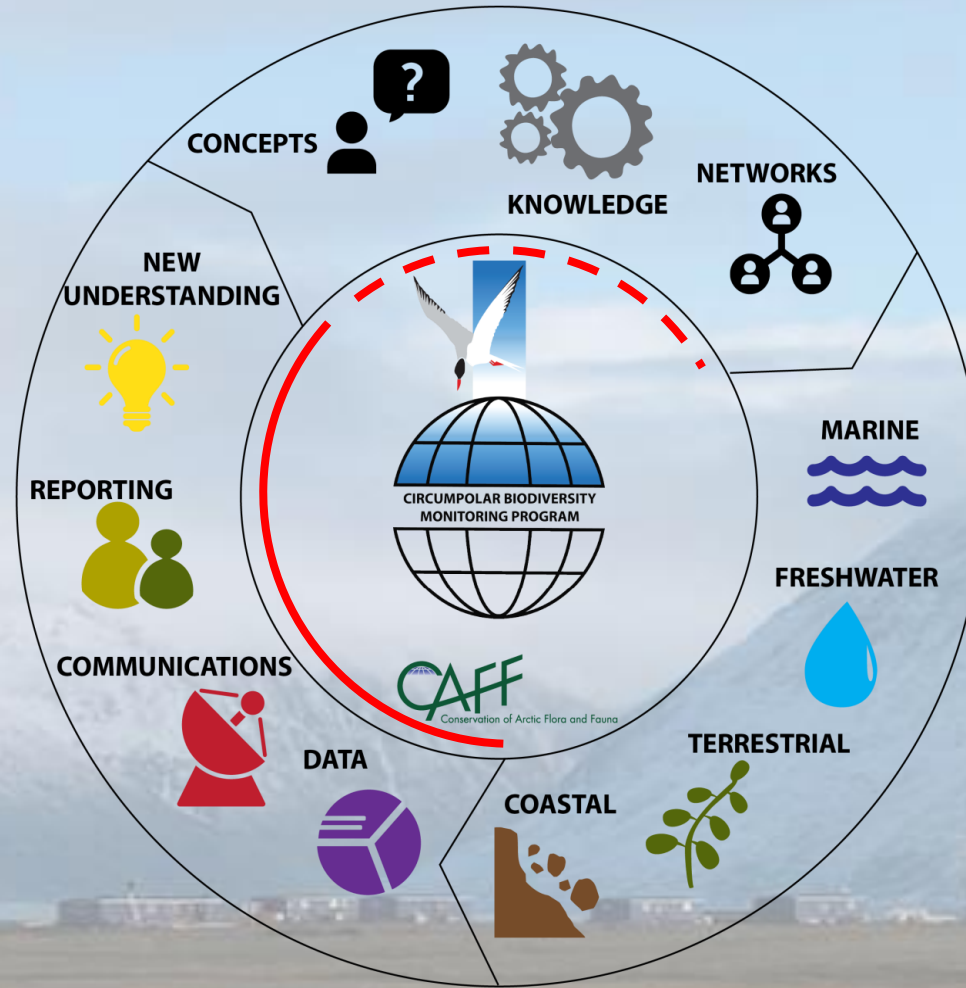 ?
CONCEPTS
KNOWLEDGE
NETWORKS
NEW
UNDERSTANDING
MARINE
REPORTING
CIRCUMPOLAR BIODIVERSITY
MONITORING PROGRAM
FRESHWATER
COMMUNICATIONS
CAFF
Conservation of Arctic Flora and Fauna
TERRESTRIAL
DATA
COASTAL